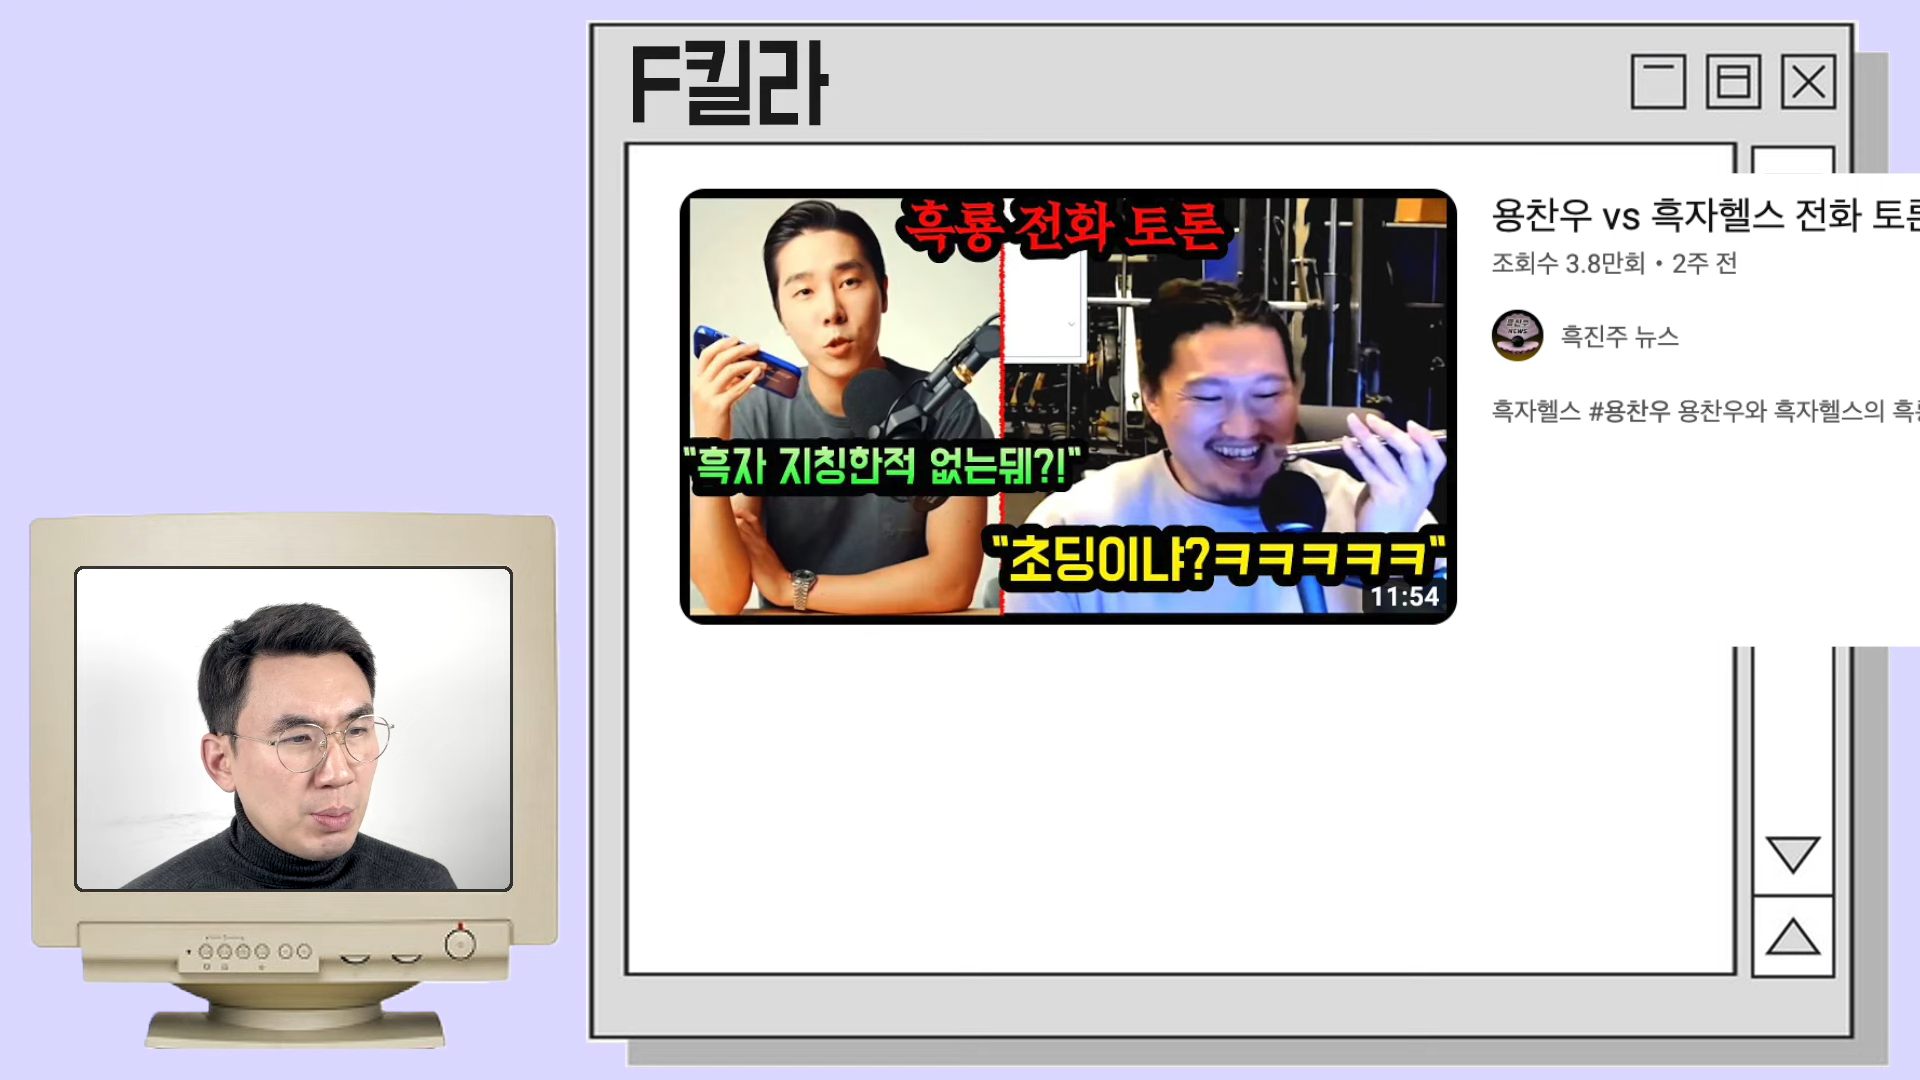 F킬라
흑룡 전화 토론
"흑자 지칭한적 없는뒈?!"
"초딩이냐?ㅋㅋㅋㅋㅋ"
11:54
용찬우 vs 흑자헬스 전화 토론
조회수 3.8만회 • 2주 전
흑진주 뉴스
흑자헬스 #용찬우 용찬우와 흑자헬스의 흑룡